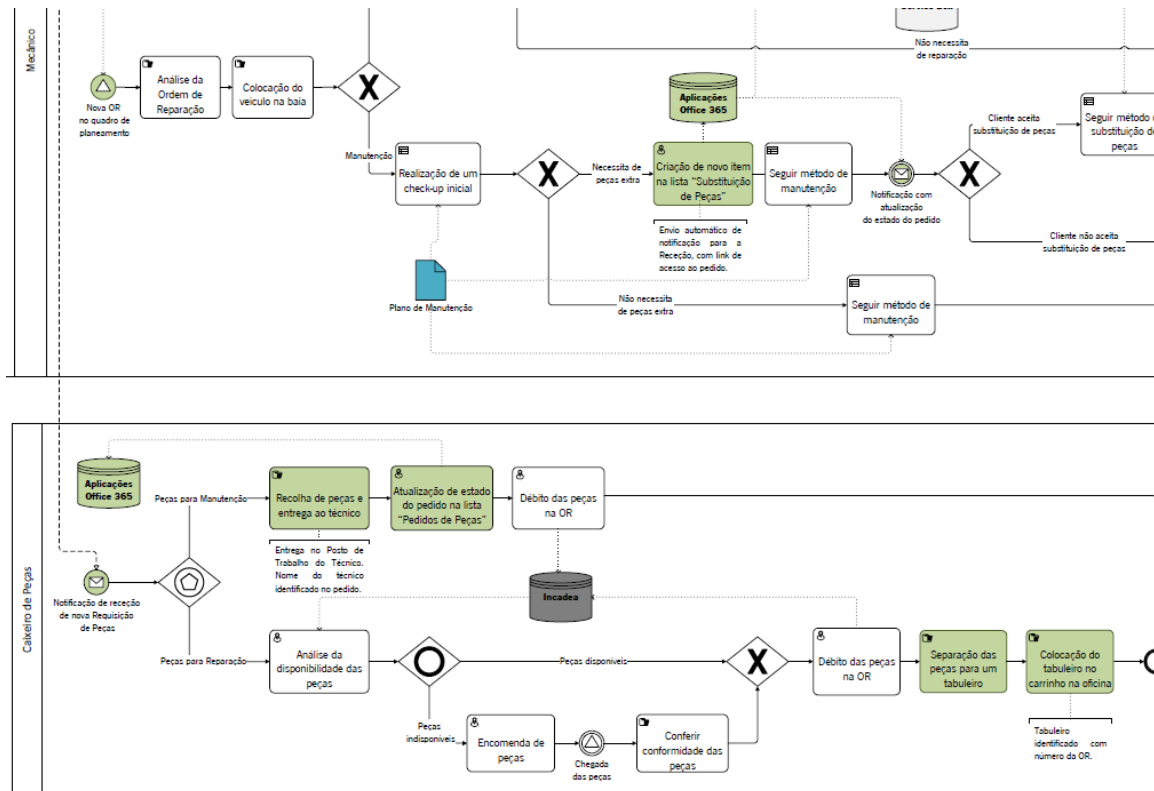 Mecânico
Nova OR
no quadro de
planeamento
Análise da
Ordem de
Reparação
Colocação do
veiculo na baia
Manutenção
Realização de um
check-up inicial
Plano de Manutenção
Necessita de
peças extra
Não necessita
de peças extra
Aplicações
Office 365
Criação de novo item
na lista "Substituição
de Peças"
Envio automático de
notificação para a
Receção, com link de
acesso ao pedido.
Seguir método de
manutenção
Seguir método de
manutenção
Não necessita
de reparação
Notificação com
atualização
do estado do pedido
Cliente aceita
substituição de peças
Cliente não aceita
substituição de peças
Seguir método
substituição de
peças
Caixeiro de Peças
Aplicações
Office 365
Notificação de receção
de nova Requisição
de Peças
Peças para Manutenção
Recolha de peças e
entrega ao técnico
Entrega no Posto de
Trabalho do Técnico.
Nome do técnico
identificado no pedido.
Atualização de estado
do pedido na lista
"Pedidos de Peças"
Débito das peças
na OR
Incadea
Peças para Reparação
Análise da
disponibilidade das
peças
Peças disponíveis
Peças
indisponíveis
Encomenda de
peças
Chegada
das peças
Conferir
conformidade das
peças
Débito das peças
na OR
Separação das
peças para um
tabuleiro
Colocação do
tabuleiro no
carrinho na oficina
Tabuleiro
identificado com
número da OR.